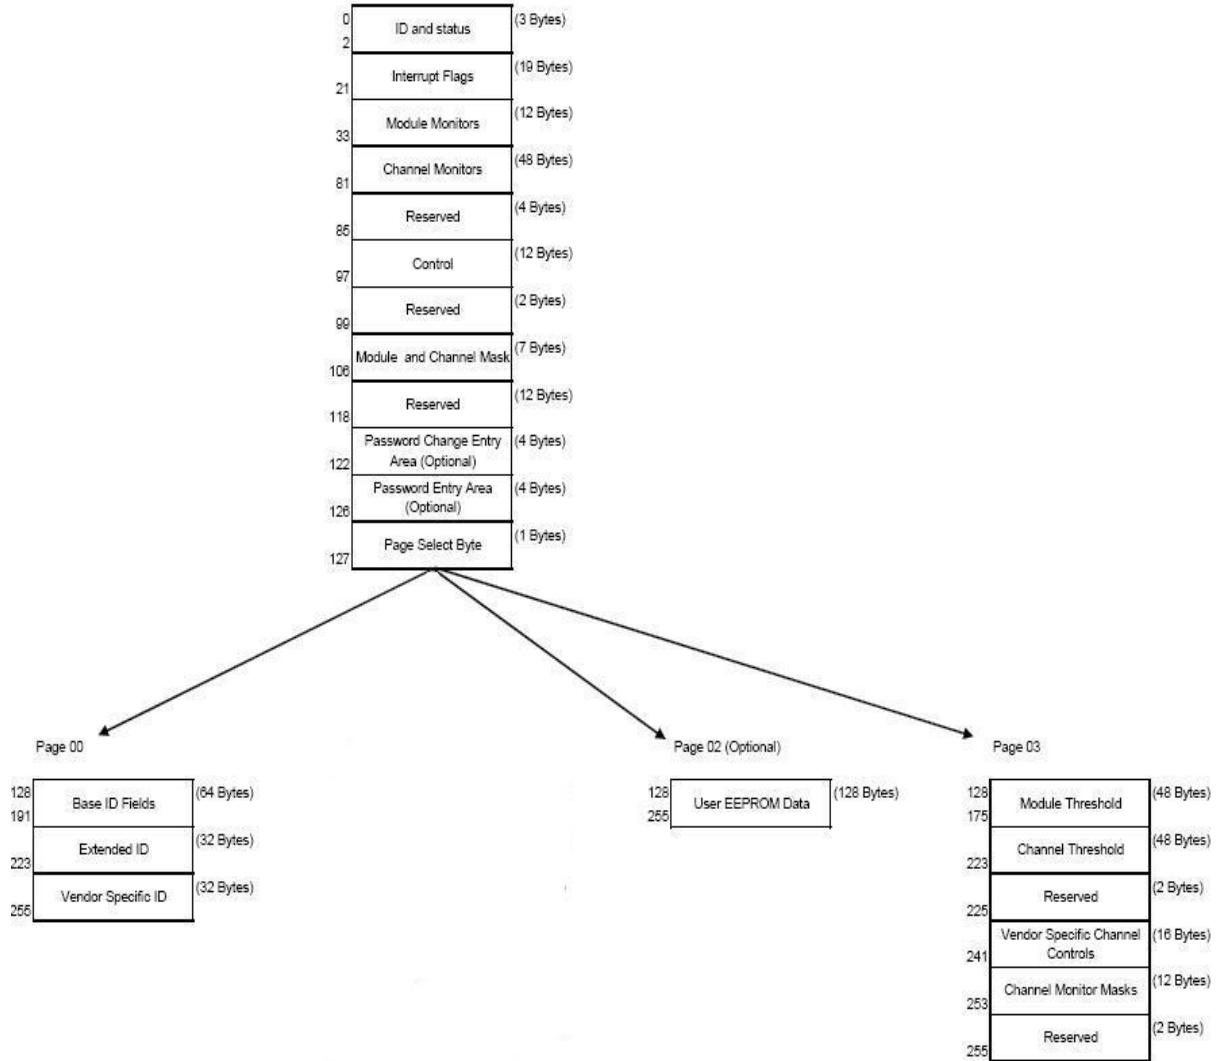 0
ID and status
(3 Bytes)
2
Interrupt Flags
(19 Bytes)
21
Module Monitors
(12 Bytes)
33
Channel Monitors
(48 Bytes)
81
Reserved
(4 Bytes)
85
Control
(12 Bytes)
97
Reserved
(2 Bytes)
99
Module and Channel Mask
(7 Bytes)
106
Reserved
(12 Bytes)
118
Password Change Entry
Area (Optional)
(4 Bytes)
122
Password Entry Area
(Optional)
(4 Bytes)
126
Page Select Byte
(1 Bytes)
127
Page 00
128
Base ID Fields
(64 Bytes)
191
Extended ID
(32 Bytes)
223
Vendor Specific ID
(32 Bytes)
255
Page 02 (Optional)
128
User EEPROM Data
(128 Bytes)
255
Page 03
128
Module Threshold
(48 Bytes)
175
Channel Threshold
(48 Bytes)
223
Reserved
(2 Bytes)
225
Vendor Specific Channel
Controls
(16 Bytes)
241
Channel Monitor Masks
(12 Bytes)
253
Reserved
(2 Bytes)
255